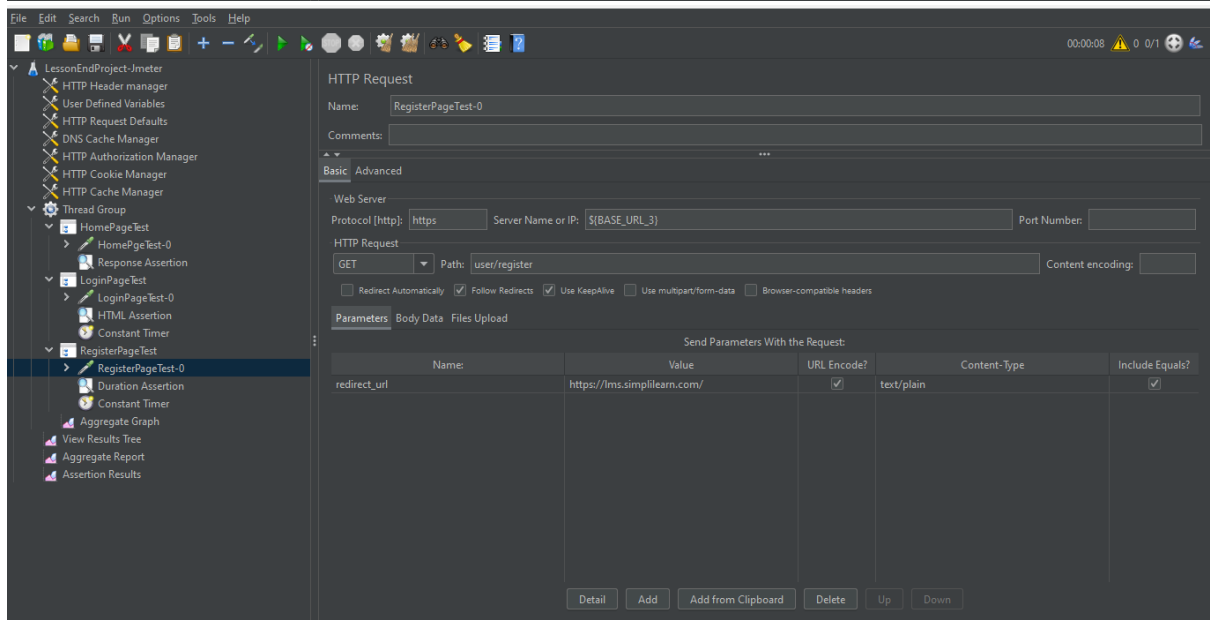 File Edit Search Run Options Tools Help
00:00:08 0 0/1
LessonEndProject-Jmeter
HTTP Header manager
User Defined Variables
HTTP Request Defaults
DNS Cache Manager
HTTP Authorization Manager
HTTP Cookie Manager
HTTP Cache Manager
Thread Group
HomePageTest
HomePgeTest-0
Response Assertion
LoginPageTest
LoginPageTest-0
HTML Assertion
Constant Timer
RegisterPageTest
RegisterPageTest-0
Duration Assertion
Constant Timer
Aggregate Graph
View Results Tree
Aggregate Report
Assertion Results
HTTP Request
Name: RegisterPageTest-0
Comments:
Basic Advanced
Web Server
Protocol [http]: https Server Name or IP: ${BASE_URL_3} Port Number:
HTTP Request
GET Path: user/register Content encoding:
Redirect Automatically Follow Redirects Use KeepAlive Use multipart/form-data Browser-compatible headers
Parameters Body Data Files Upload
Send Parameters With the Request:
Name: Value URL Encode? Content-Type Include Equals?
redirect_url https://lms.simplilearn.com/ text/plain
Detail Add Add from Clipboard Delete Up Down